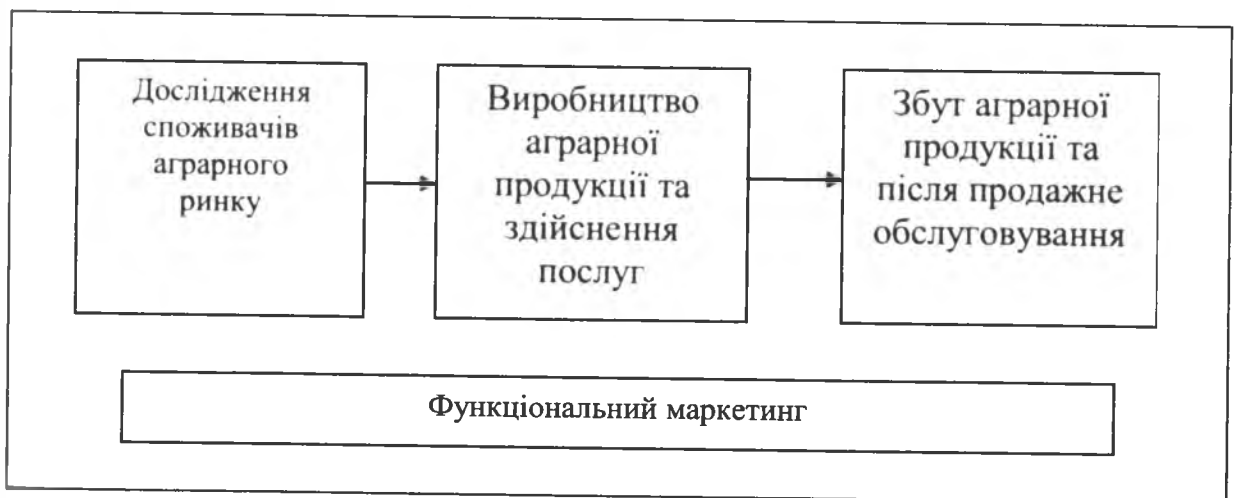 Дослідження
споживачів
аграрного
ринку
Виробництво
аграрної
продукції та
здійснення
послуг
Збут аграрної
продукції та
після продажне
обслуговування
Функціональний маркетинг